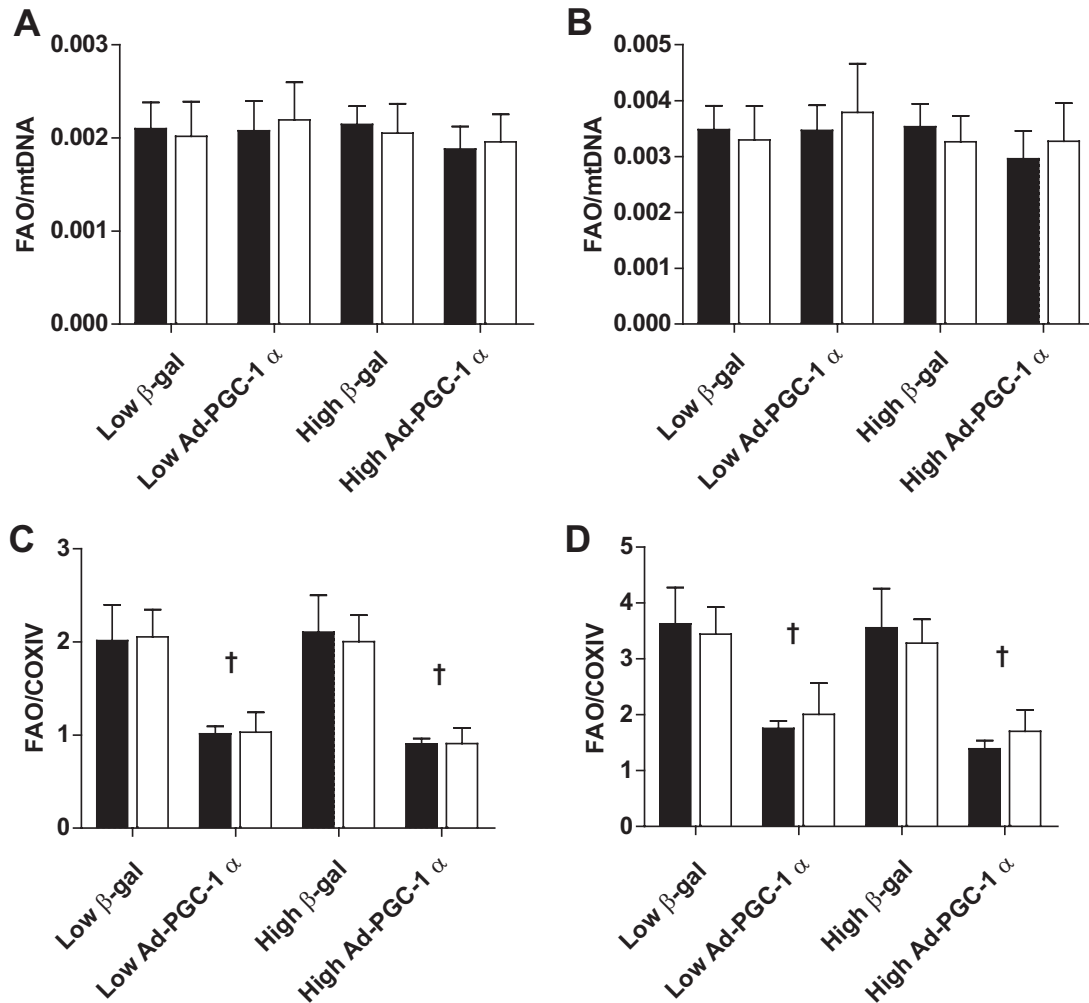 A
FAO/mtDNA
0.003
0.002
0.001
0.000
Low β-gal
Low Ad-PGC-1 α
High β-gal
High Ad-PGC-1 α
B
FAO/mtDNA
0.005
0.004
0.003
0.002
0.001
0.000
Low β-gal
Low Ad-PGC-1 α
High β-gal
High Ad-PGC-1 α
C
FAO/COXIV
3
2
1
0
†
†
Low β-gal
Low Ad-PGC-1 α
High β-gal
High Ad-PGC-1 α
D
FAO/COXIV
5
4
3
2
1
0
†
†
Low β-gal
Low Ad-PGC-1 α
High β-gal
High Ad-PGC-1 α